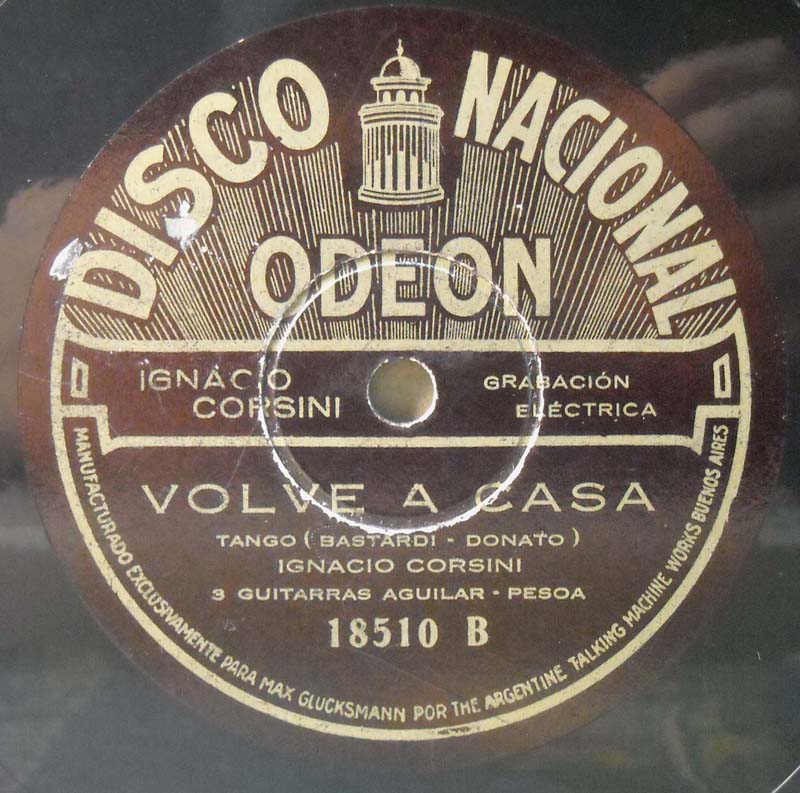 DISCO NACIONAL
ODEON
IGNACIO
CORSINI
GRABACIÓN
ELÉCTRICA
VOLVE A CASA
TANGO ( BASTARDI - DONATO )
IGNACIO CORSINI
3 GUITARRAS AGUILAR - PESOA
18510 B
MANUFACTURADO EXCLUSIVAMENTE PARA MAX GLUCKSMANN POR THE ARGENTINE TALKING MACHINE WORKS BUENOS AIRES